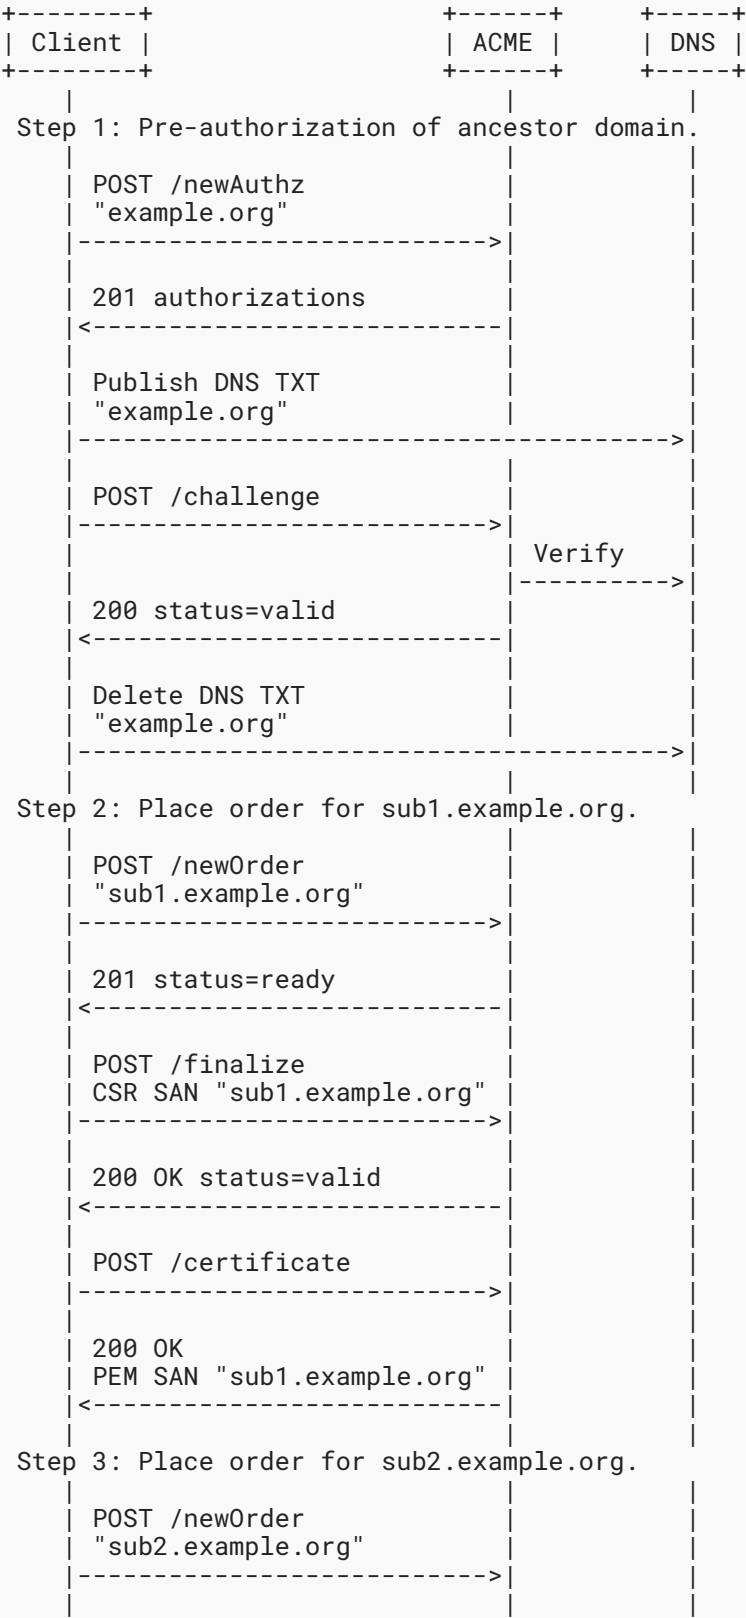 +--------+                   +------+     +-----+
| Client |                   | ACME |     | DNS |
+--------+                   +------+     +-----+
    |                            |           |
 Step 1: Pre-authorization of ancestor domain.
    |                            |           |
    | POST /newAuthz             |           |
    | "example.org"              |           |
    |--------------------------->|           |
    |                            |           |
    | 201 authorizations         |           |
    |<---------------------------|           |
    |                            |           |
    | Publish DNS TXT            |           |
    | "example.org"              |           |
    |--------------------------------------->|
    |                            |           |
    | POST /challenge            |           |
    |--------------------------->|           |
    |                            | Verify    |
    |                            |---------->|
    | 200 status=valid           |           |
    |<---------------------------|           |
    |                            |           |
    | Delete DNS TXT             |           |
    | "example.org"              |           |
    |--------------------------------------->|
    |                            |           |
 Step 2: Place order for sub1.example.org.
    |                            |           |
    | POST /newOrder             |           |
    | "sub1.example.org"         |           |
    |--------------------------->|           |
    |                            |           |
    | 201 status=ready           |           |
    |<---------------------------|           |
    |                            |           |
    | POST /finalize             |           |
    | CSR SAN "sub1.example.org" |           |
    |--------------------------->|           |
    |                            |           |
    | 200 OK status=valid        |           |
    |<---------------------------|           |
    |                            |           |
    | POST /certificate          |           |
    |--------------------------->|           |
    |                            |           |
    | 200 OK                     |           |
    | PEM SAN "sub1.example.org" |           |
    |<---------------------------|           |
    |                            |           |
 Step 3: Place order for sub2.example.org.
    |                            |           |
    | POST /newOrder             |           |
    | "sub2.example.org"         |           |
    |--------------------------->|           |
    |                            |           |